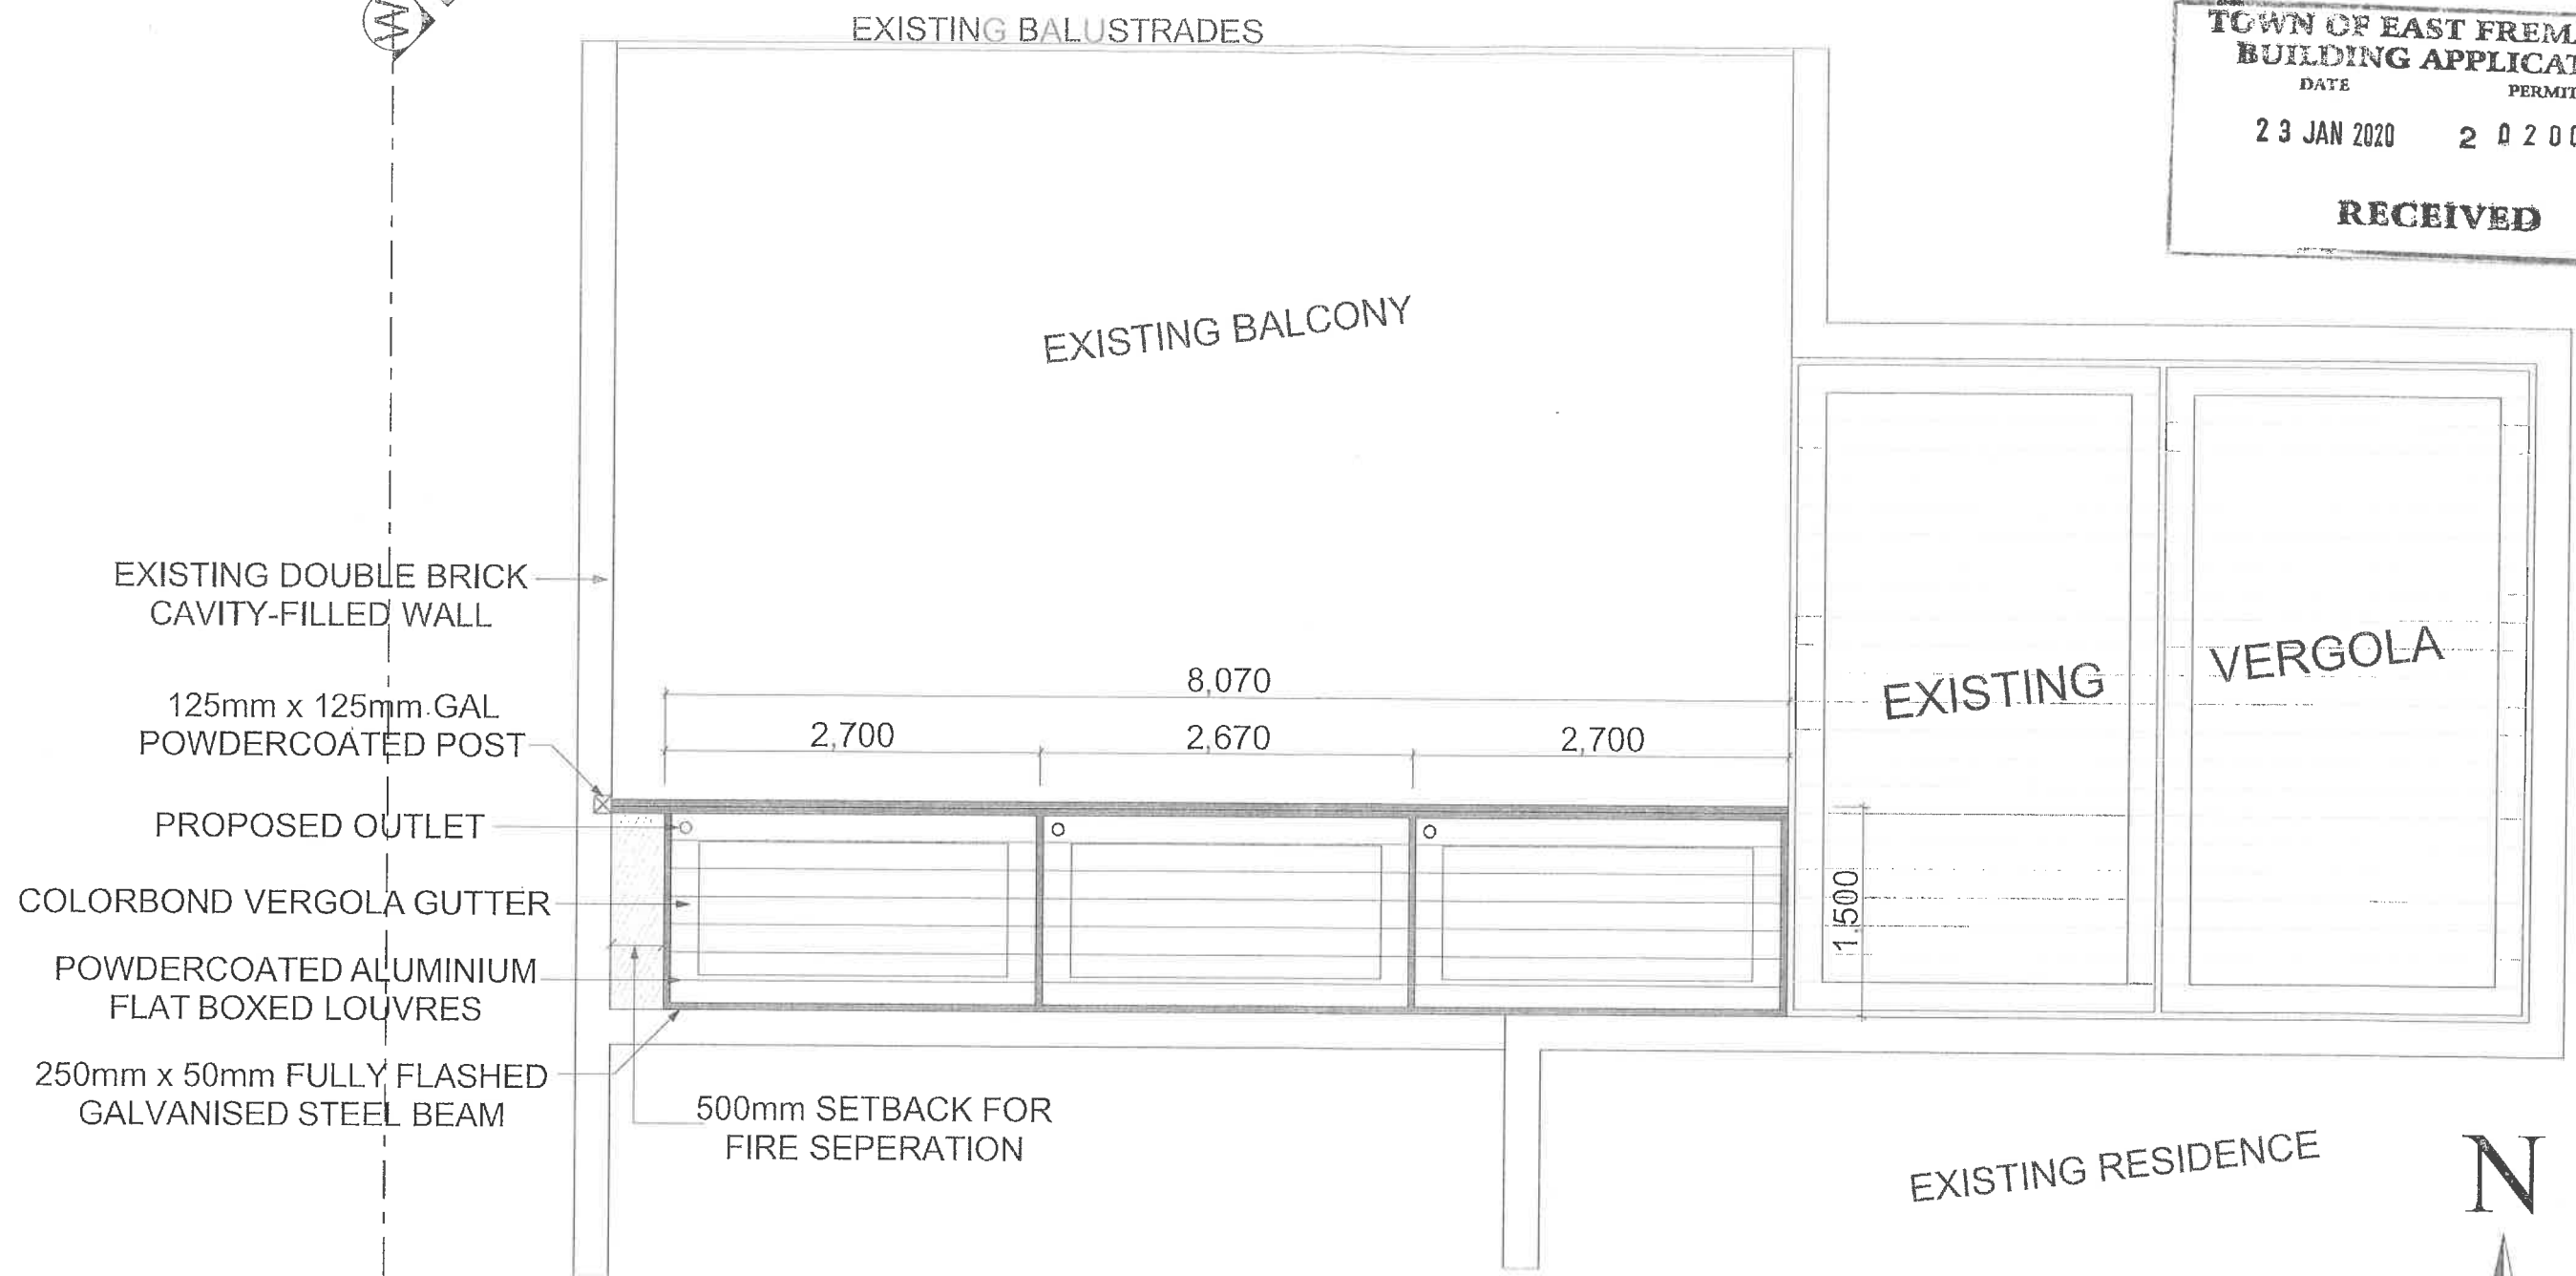 W
EXISTING BALUSTRADES
TOWN OF EAST
BUILDING
DATE
PERMIT
23 JAN 2020
RECEIVED
EXISTING BALCONY
EXISTING DOUBLE BRICK
CAVITY-FILLED WALL
125mm x 125mm GAL
POWDERCOATED POST
PROPOSED OUTLET
COLORBOND VERGOLA GUTTER
POWDERCOATED ALUMINIUM
FLAT BOXED LOUVRES
250mm x 50mm FULLY FLASHED
GALVANISED STEEL BEAM
8,070
2,700 2,670 2,700
1.500
EXISTING VERGOLA
500mm SETBACK FOR
FIRE SEPERATION
EXISTING RESIDENCE
N